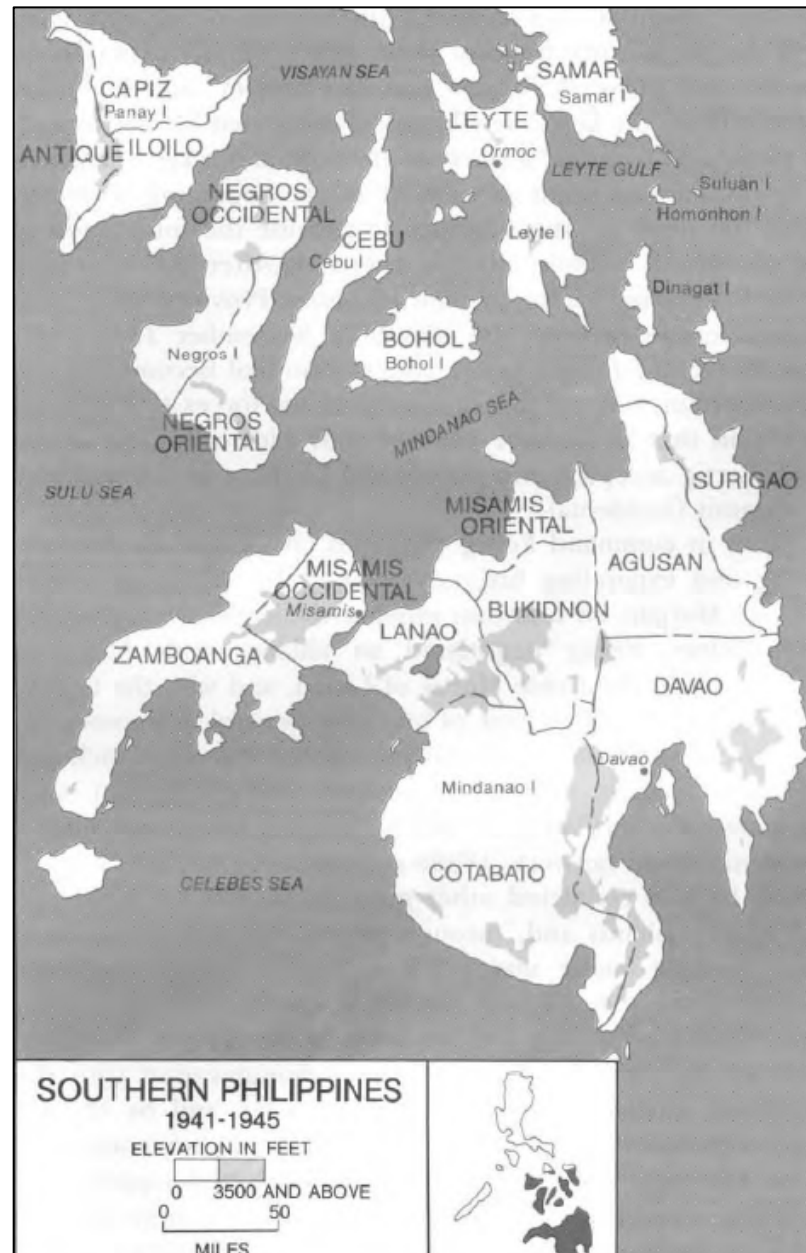 VISAYAN SEA
SAMAR
Samar I
CAPIZ
Panay I
LEYTE
Ormoc
ANTIQUE
ILOILO
LEYTE GULF
Suluan I
Homonhon I
NEGROS
OCCIDENTAL
CEBU
Cebu I
Leyte I
Dinagat I
BOHOL
Bohol I
Negros I
NEGROS
ORIENTAL
MINDANAO SEA
SULU SEA
SURIGAO
MISAMIS
ORIENTAL
AGUSAN
MISAMIS
OCCIDENTAL
Misamis
BUKIDNON
LANAO
ZAMBOANGA
DAVAO
Davao
Mindanao I
COTABATO
CELEBES SEA
SOUTHERN PHILIPPINES
1941-1945
ELEVATION IN FEET
0 3500 AND ABOVE
0 50
MILES